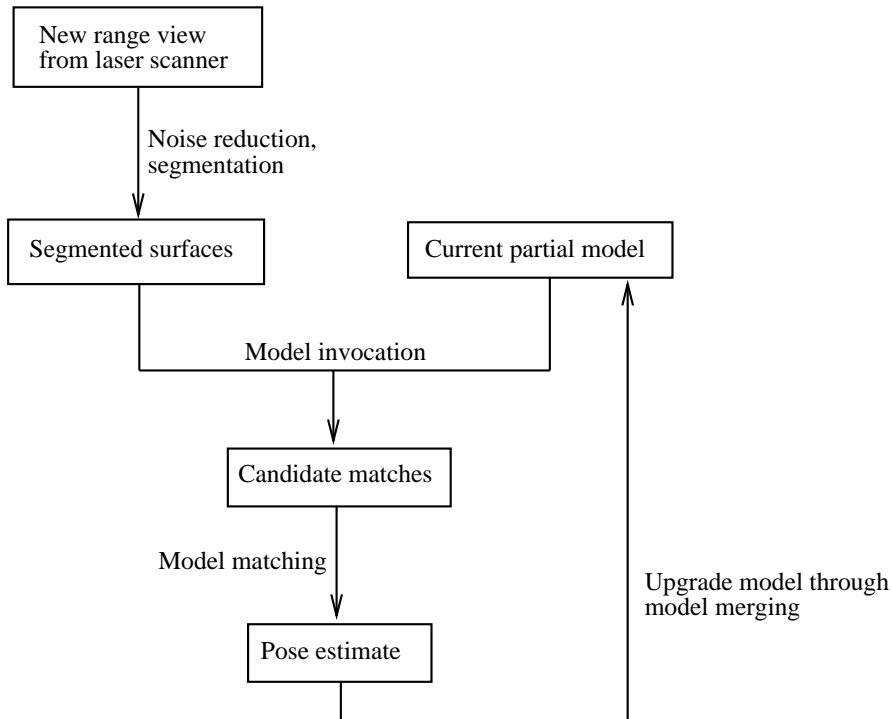 New range view
from laser scanner
Noise reduction,
segmentation
Segmented surfaces
Current partial model
Model invocation
Candidate matches
Model matching
Upgrade model through
model merging
Pose estimate